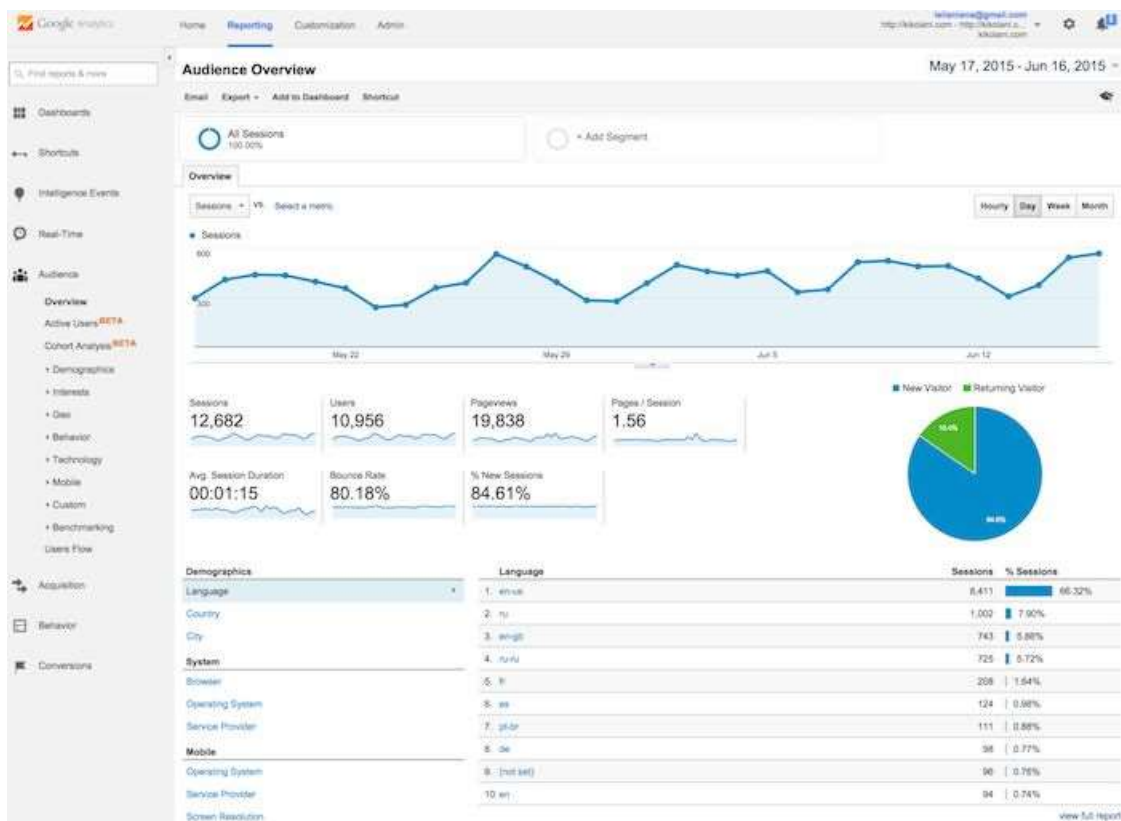 Google Analytics
Home Reporting Customization Admin
kikolani.com
Find reports & more
Dashboards
Shortcuts
Intelligence Events
Real-Time
Audience
Overview
Active Users BETA
Cohort Analysis BETA
Demographics
Interests
Geo
Behavior
Technology
Mobile
Custom
Benchmarking
Users Flow
Acquisition
Behavior
Conversions
Audience Overview
May 17, 2015 - Jun 16, 2015
Email Export Add to Dashboard Shortcut
All Sessions
100.00%
+ Add Segment
Overview
Sessions VS. Select a metric
Hourly Day Week Month
Sessions
600
300
May 22 May 29 Jun 5 Jun 12
Sessions
12,682
Users
10,956
Pageviews
19,838
Pages / Session
1.56
Avg. Session Duration
00:01:15
Bounce Rate
80.18%
% New Sessions
84.61%
New Visitor Returning Visitor
Demographics
Language
Country
City
System
Browser
Operating System
Service Provider
Mobile
Operating System
Service Provider
Screen Resolution
Language Sessions % Sessions
1. en-us 8,411 66.32%
2. ru 1,002 7.90%
3. en-gb 743 5.86%
4. ru-ru 725 5.72%
5. fr 208 1.64%
6. es 124 0.98%
7. pt-br 111 0.88%
8. de 98 0.77%
9. (not set) 96 0.76%
10. en 94 0.74%
view full report